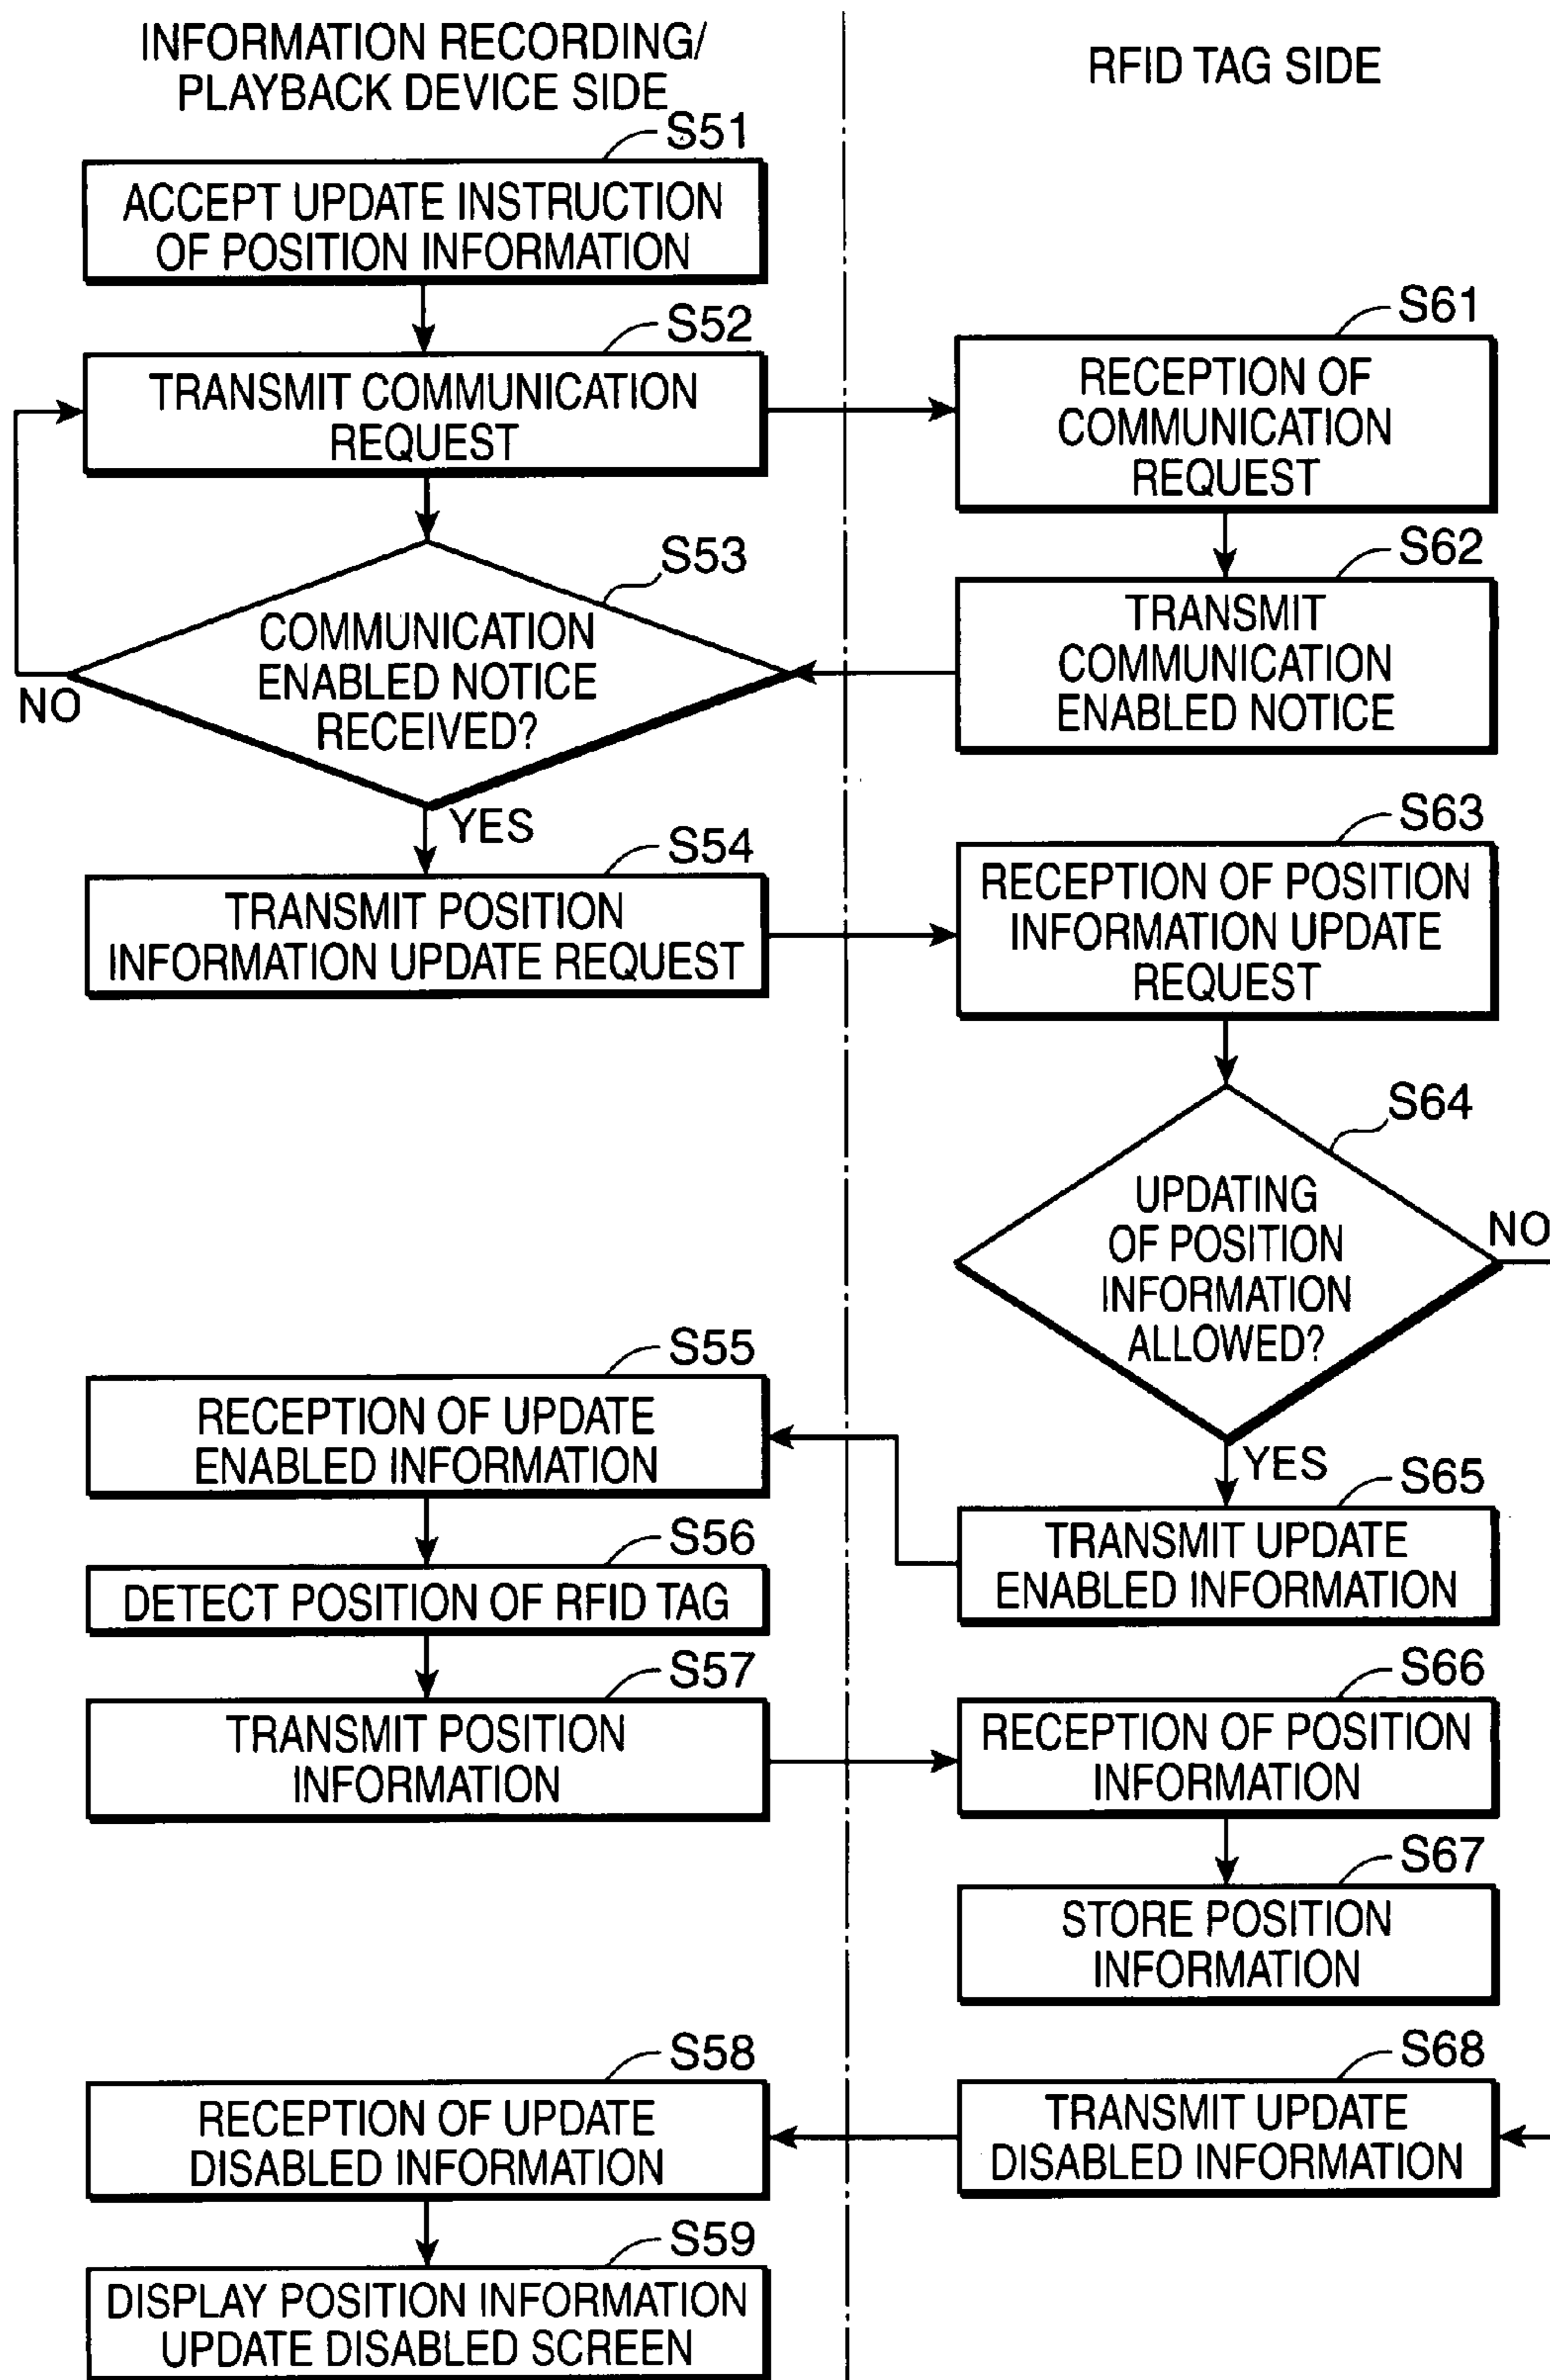 INFORMATION RECORDING/
PLAYBACK DEVICE SIDE
RFID TAG SIDE
S51
ACCEPT UPDATE INSTRUCTION
OF POSITION INFORMATION
S52
TRANSMIT COMMUNICATION
REQUEST
S61
RECEPTION OF
COMMUNICATION
REQUEST
S53
COMMUNICATION
ENABLED NOTICE
RECEIVED?
NO
YES
S62
TRANSMIT
COMMUNICATION
ENABLED NOTICE
S54
TRANSMIT POSITION
INFORMATION UPDATE REQUEST
S63
RECEPTION OF POSITION
INFORMATION UPDATE
REQUEST
S64
UPDATING
OF POSITION
INFORMATION
ALLOWED?
NO
YES
S55
RECEPTION OF UPDATE
ENABLED INFORMATION
S65
TRANSMIT UPDATE
ENABLED INFORMATION
S56
DETECT POSITION OF RFID TAG
S57
TRANSMIT POSITION
INFORMATION
S66
RECEPTION OF POSITION
INFORMATION
S67
STORE POSITION
INFORMATION
S58
RECEPTION OF UPDATE
DISABLED INFORMATION
S68
TRANSMIT UPDATE
DISABLED INFORMATION
S59
DISPLAY POSITION INFORMATION
UPDATE DISABLED SCREEN